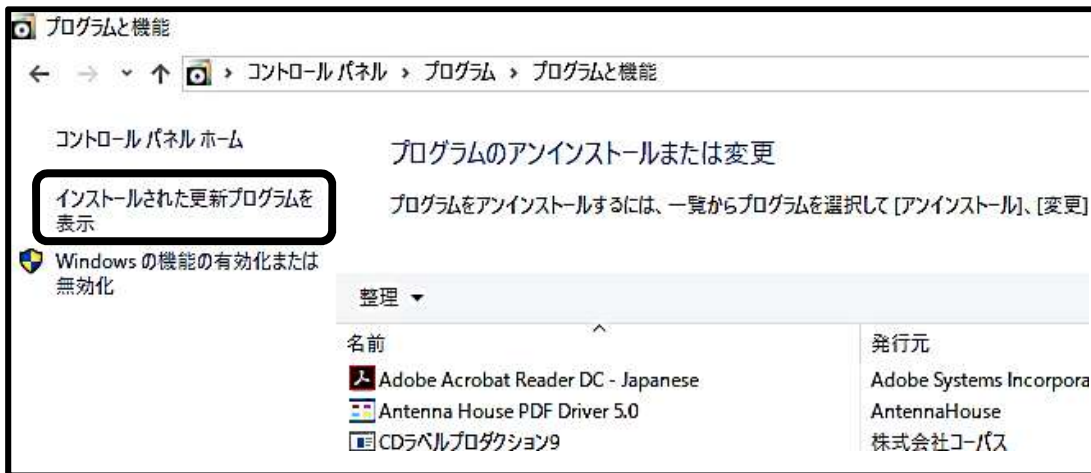 プログラムと機能
コントロール パネル › プログラム › プログラムと機能
コントロール パネル ホーム
インストールされた更新プログラムを
表示
Windows の機能の有効化または
無効化
プログラムのアンインストールまたは変更
プログラムをアンインストールするには、一覧からプログラムを選択して [アンインストール]、[変更]
整理
名前 発行元
Adobe Acrobat Reader DC - Japanese Adobe Systems Incorpora
Antenna House PDF Driver 5.0 AntennaHouse
CDラベルプロダクション9 株式会社コーパス